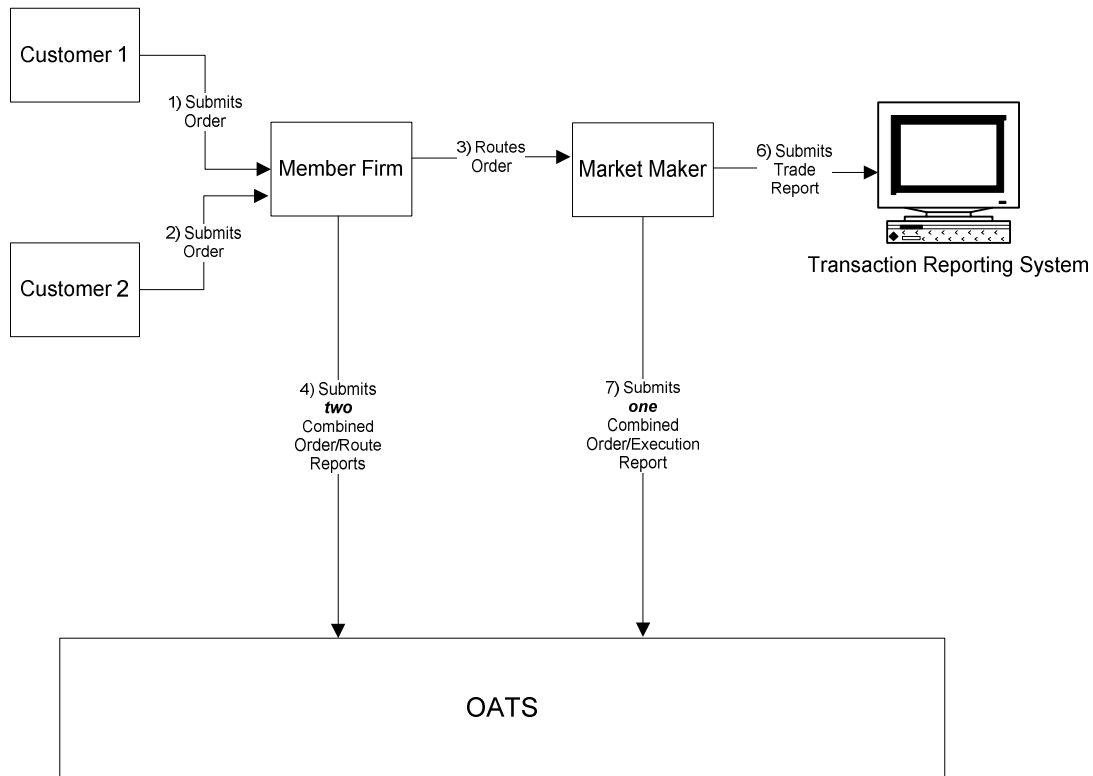 Customer 1
1) Submits
Order
Member Firm
3) Routes
Order
Market Maker
6) Submits
Trade
Report
Transaction Reporting System
2) Submits
Order
Customer 2
4) Submits
two
Combined
Order/Route
Reports
7) Submits
one
Combined
Order/Execution
Report
OATS